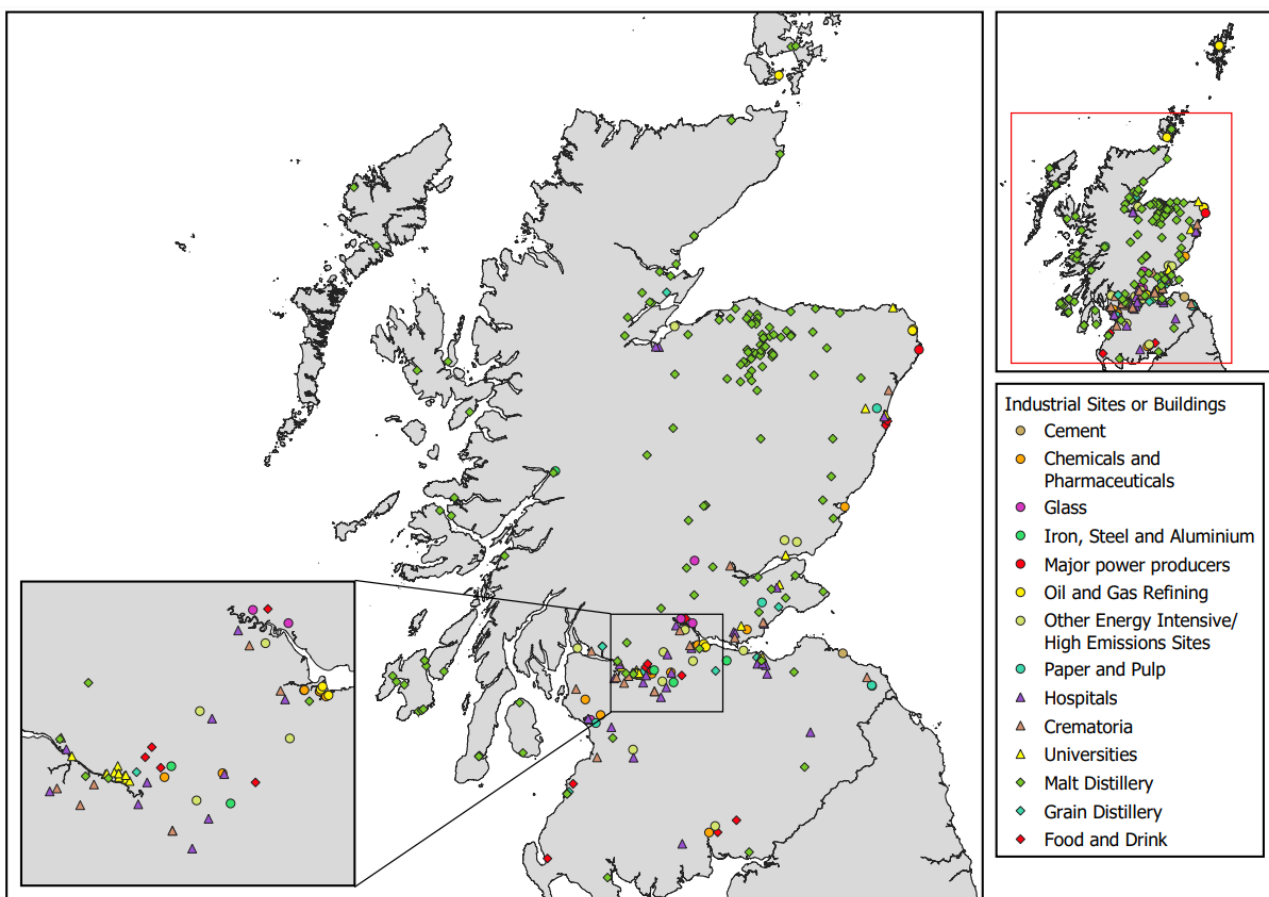 Industrial Sites or Buildings
Cement
Chemicals and
Pharmaceuticals
Glass
Iron, Steel and Aluminium
Major power producers
Oil and Gas Refining
Other Energy Intensive/
High Emissions Sites
Paper and Pulp
Hospitals
Crematoria
Universities
Malt Distillery
Grain Distillery
Food and Drink